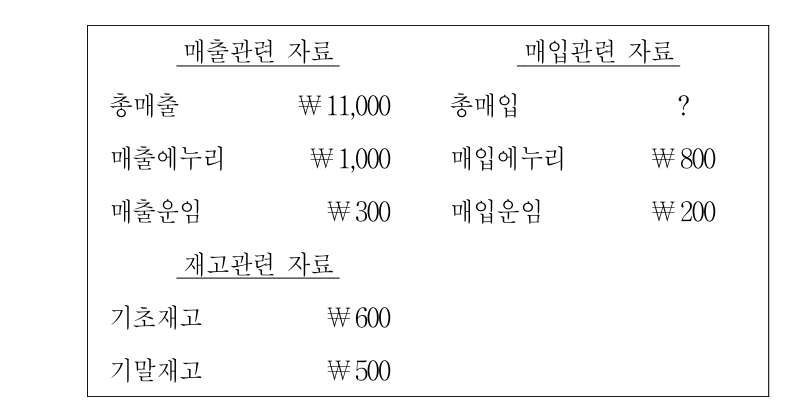 매출관련 자료 매입관련 자료
총매출 ₩11,000 총매입 ?
매출에누리 ₩1,000 매입에누리 ₩800
매출운임 ₩300 매입운임 ₩200
재고관련 자료
기초재고 ₩600
기말재고 ₩500